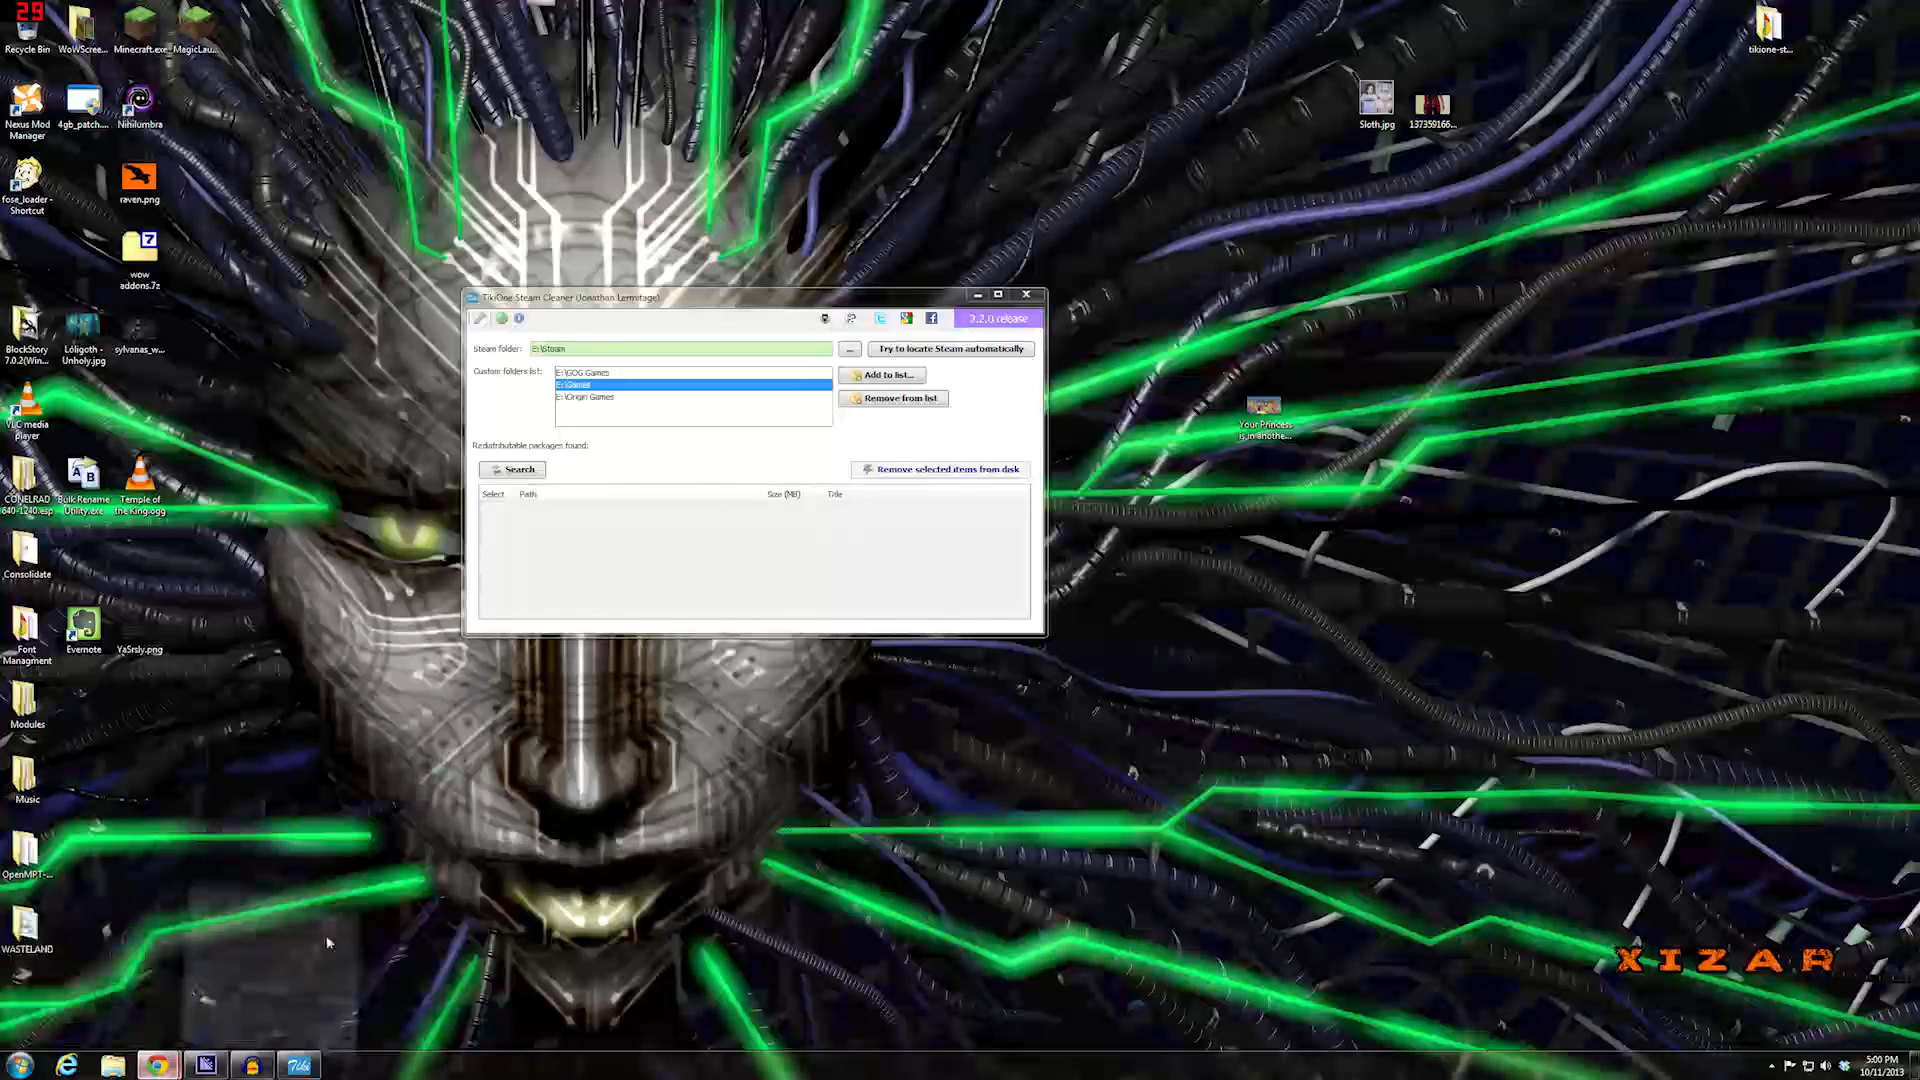 29
Recycle Bin
WoWScree...
Minecraft.exe
MagicLau...
tikione-st...
Nexus Mod
Manager
4gb_patch....
Nihilumbra
Sloth.jpg
137359166...
fose_loader -
Shortcut
raven.png
wow
addons.7z
TikiOne Steam Cleaner (Jonathan Lermitage)
3.2.0 release
Steam folder:
E:\Steam
...
Try to locate Steam automatically
Custom folders list:
E:\GOG Games
E:\Games
E:\Origin Games
Add to list...
Remove from list
Redistributable packages found:
Search
Remove selected items from disk
Select
Path
Size (MB)
Title
BlockStory
7.0.2(Win...
Loligoth -
Unholy.jpg
sylvanas_w...
VLC media
player
Your Princess
is in anothe...
CONELRAD
640-1240.esp
Bulk Rename
Utility.exe
Temple of
the King.ogg
Consolidate
Font
Managment
Evernote
YaSrsly.png
Modules
Music
OpenMPT-...
WASTELAND
XIZAR
Tiki
5:00 PM
10/11/2013